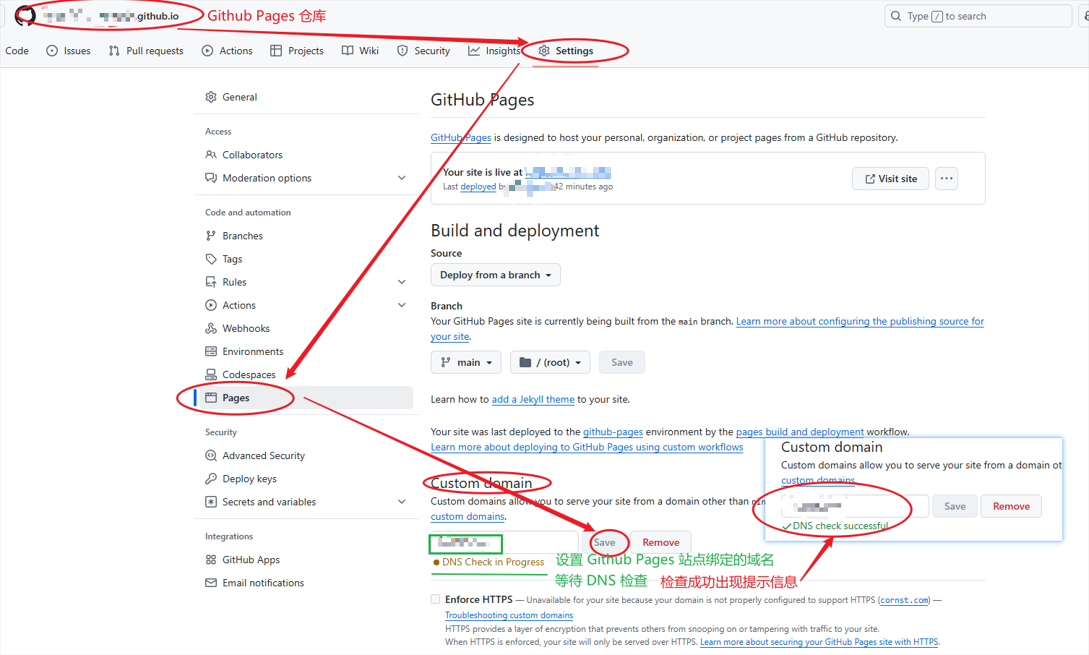 .github.io
Github Pages 仓库
Type / to search
Code
Issues
Pull requests
Actions
Projects
Wiki
Security
Insights
Settings
General
Access
Collaborators
Moderation options
Code and automation
Branches
Tags
Rules
Actions
Webhooks
Environments
Codespaces
Pages
Security
Advanced Security
Deploy keys
Secrets and variables
Integrations
GitHub Apps
Email notifications
GitHub Pages
GitHub Pages is designed to host your personal, organization, or project pages from a GitHub repository.
Your site is live at
Last deployed 42 minutes ago
Visit site
Build and deployment
Source
Deploy from a branch
Branch
Your GitHub Pages site is currently being built from the main branch. Learn more about configuring the publishing source for
your site.
main
/ (root)
Save
Learn how to add a Jekyll theme to your site.
Your site was last deployed to the github-pages environment by the pages build and deployment workflow.
Learn more about deploying to GitHub Pages using custom workflows
Custom domain
Custom domains allow you to serve your site from a domain other than
custom domains.
Save
Remove
DNS Check in Progress
设置 Github Pages 站点绑定的域名
等待 DNS 检查
检查成功出现提示信息
Custom domain
Custom domains allow you to serve your site from a domain ot
custom domains.
Save
Remove
DNS check successful
Enforce HTTPS — Unavailable for your site because your domain is not properly configured to support HTTPS (cornst.com) —
Troubleshooting custom domains
HTTPS provides a layer of encryption that prevents others from snooping on or tampering with traffic to your site.
When HTTPS is enforced, your site will only be served over HTTPS. Learn more about securing your GitHub Pages site with HTTPS.